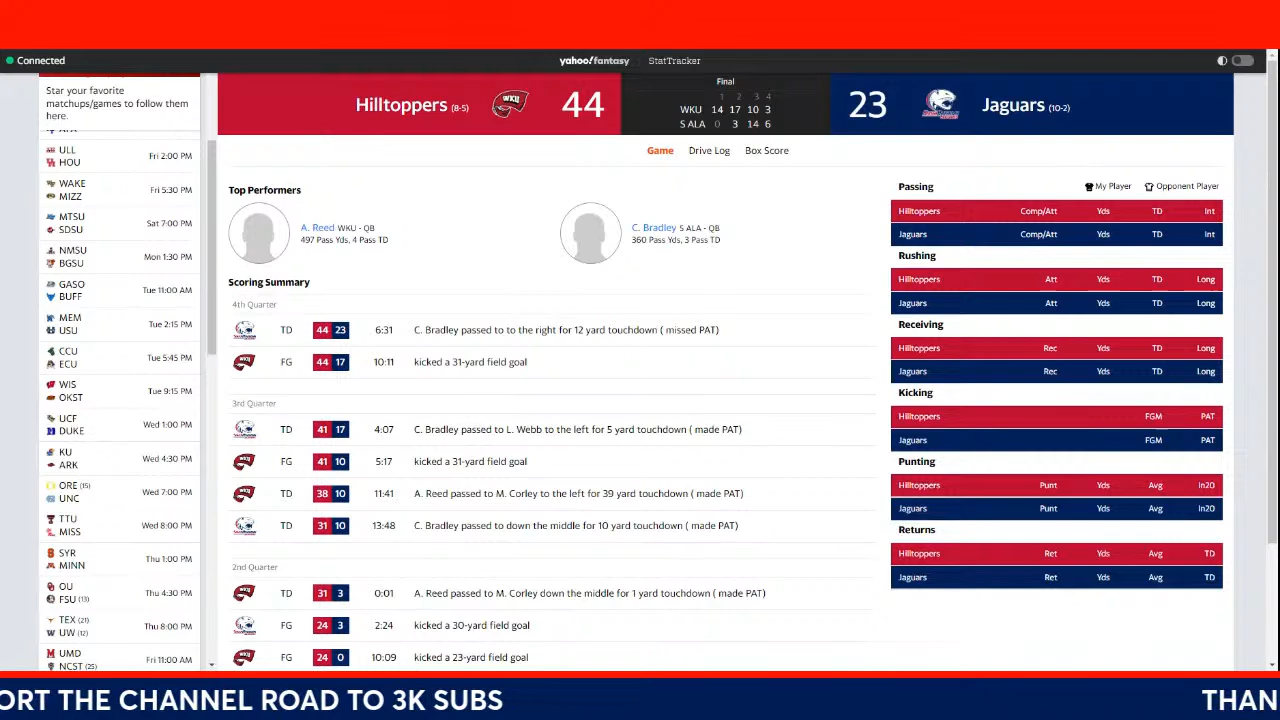 Connected
yahoo!fantasy StatTracker
Star your favorite
matchups/games to follow them
here.
ULL
HOU
Fri 2:00 PM
WAKE
MIZZ
Fri 5:30 PM
MTSU
SDSU
Sat 7:00 PM
NMSU
BGSU
Mon 1:30 PM
GASO
BUFF
Tue 11:00 AM
MEM
USU
Tue 2:15 PM
CCU
ECU
Tue 5:45 PM
WIS
OKST
Tue 9:15 PM
UCF
DUKE
Wed 1:00 PM
KU
ARK
Wed 4:30 PM
ORE (15)
UNC
Wed 7:00 PM
TTU
MISS
Wed 8:00 PM
SYR
MINN
Thu 1:00 PM
OU
FSU (13)
Thu 4:30 PM
TEX (21)
UW (12)
Thu 8:00 PM
UMD
NCST (25)
Fri 11:00 AM
Hilltoppers (8-5) WKU 44
Final
1 2 3 4
WKU 14 17 10 3
S ALA 0 3 14 6
23 Jaguars (10-2)
Game Drive Log Box Score
Top Performers
A. Reed WKU - QB
497 Pass Yds, 4 Pass TD
C. Bradley S ALA - QB
360 Pass Yds, 3 Pass TD
Scoring Summary
4th Quarter
TD 44 23 6:31 C. Bradley passed to to the right for 12 yard touchdown ( missed PAT)
FG 44 17 10:11 kicked a 31-yard field goal
3rd Quarter
TD 41 17 4:07 C. Bradley passed to L. Webb to the left for 5 yard touchdown ( made PAT)
FG 41 10 5:17 kicked a 31-yard field goal
TD 38 10 11:41 A. Reed passed to M. Corley to the left for 39 yard touchdown ( made PAT)
TD 31 10 13:48 C. Bradley passed to down the middle for 10 yard touchdown ( made PAT)
2nd Quarter
TD 31 3 0:01 A. Reed passed to M. Corley down the middle for 1 yard touchdown ( made PAT)
FG 24 3 2:24 kicked a 30-yard field goal
FG 24 0 10:09 kicked a 23-yard field goal
Passing My Player Opponent Player
Hilltoppers Comp/Att Yds TD Int
Jaguars Comp/Att Yds TD Int
Rushing
Hilltoppers Att Yds TD Long
Jaguars Att Yds TD Long
Receiving
Hilltoppers Rec Yds TD Long
Jaguars Rec Yds TD Long
Kicking
Hilltoppers FGM PAT
Jaguars FGM PAT
Punting
Hilltoppers Punt Yds Avg In20
Jaguars Punt Yds Avg In20
Returns
Hilltoppers Ret Yds Avg TD
Jaguars Ret Yds Avg TD
ORT THE CHANNEL ROAD TO 3K SUBS THAN